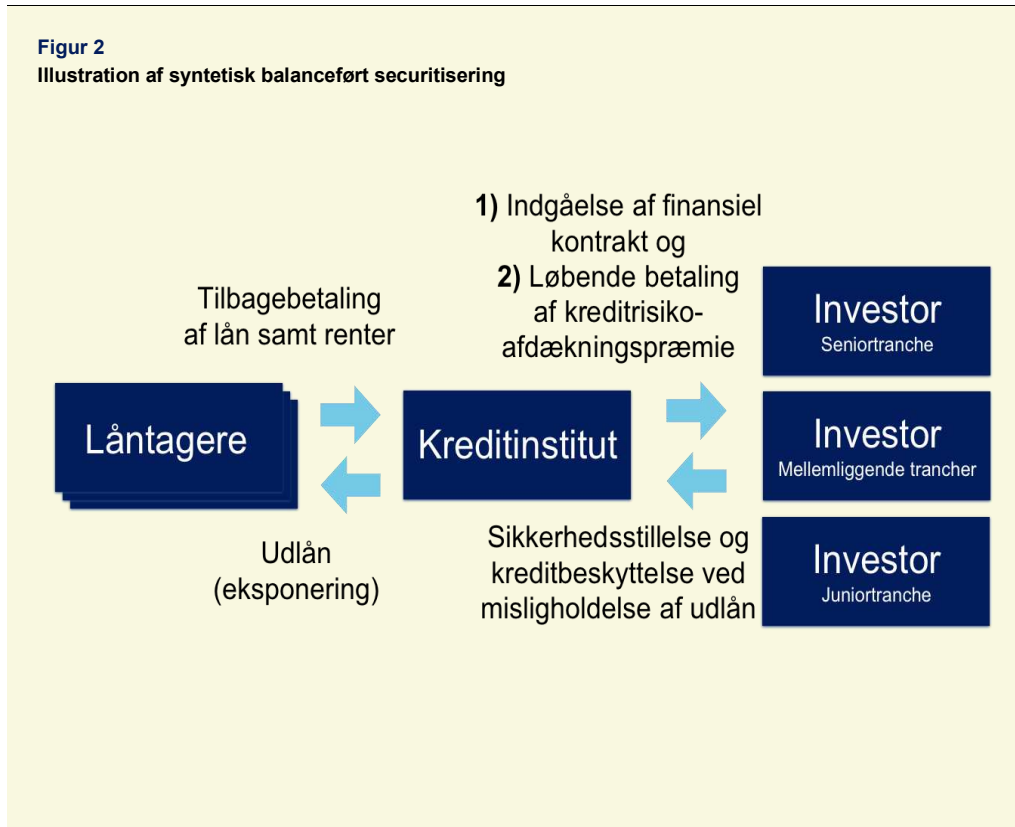 Figur 2
Illustration af syntetisk balanceført securitisering
1) Indgåelse af finansiel
kontrakt og
2) Løbende betaling
af kreditrisiko-
afdækningspræmie
Tilbagebetaling
af lån samt renter
Låntagere
Kreditinstitut
Investor
Seniortranche
Investor
Mellemliggende trancher
Investor
Juniortranche
Udlån
(eksponering)
Sikkerhedsstillelse og
kreditbeskyttelse ved
misligholdelse af udlån